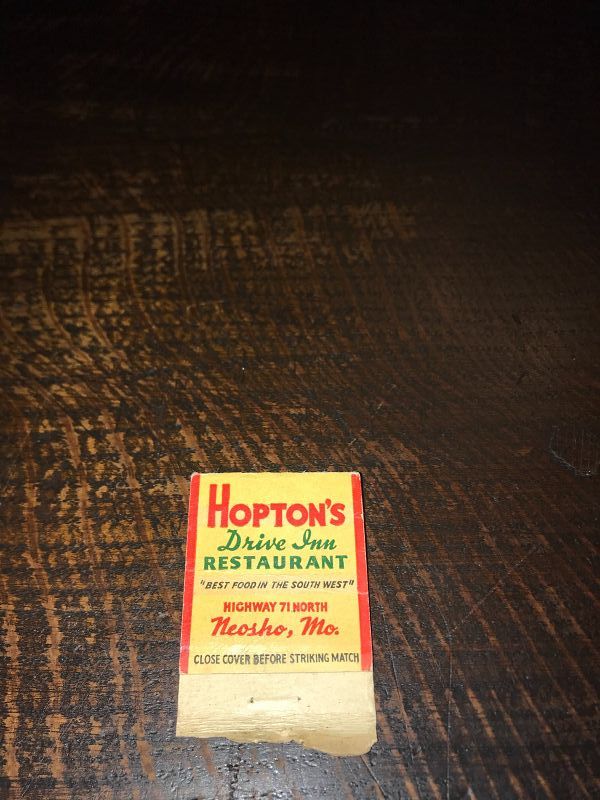 HOPTON'S
Drive Inn
RESTAURANT
"BEST FOOD IN THE SOUTH WEST"
HIGHWAY 71 NORTH
Neosho, Mo.
CLOSE COVER BEFORE STRIKING MATCH